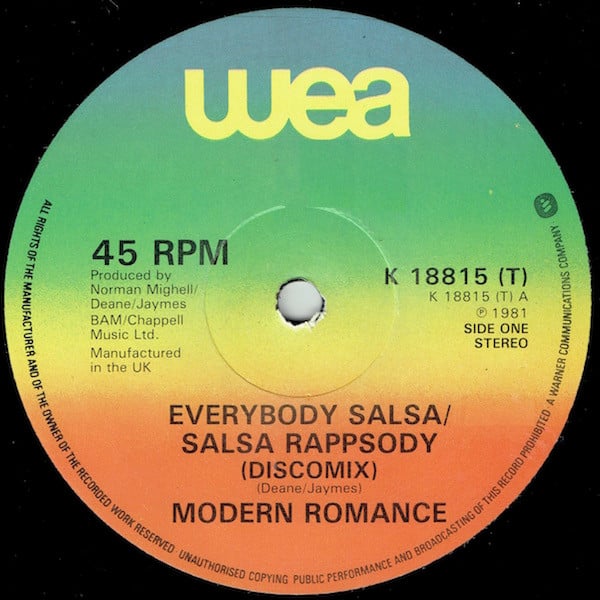 wea
45 RPM
Produced by
Norman Mighell/
Deane/Jaymes
BAM/Chappell
Music Ltd.
Manufactured
in the UK
K 18815 (T)
K 18815 (T) A
℗ 1981
SIDE ONE
STEREO
EVERYBODY SALSA/
SALSA RAPPSODY
(DISCOMIX)
(Deane/Jaymes)
MODERN ROMANCE
ALL RIGHTS OF THE MANUFACTURER AND OF THE OWNER OF THE RECORDED WORK RESERVED · UNAUTHORISED COPYING PUBLIC PERFORMANCE AND BROADCASTING OF THIS RECORD PROHIBITED · A WARNER COMMUNICATIONS COMPANY ·